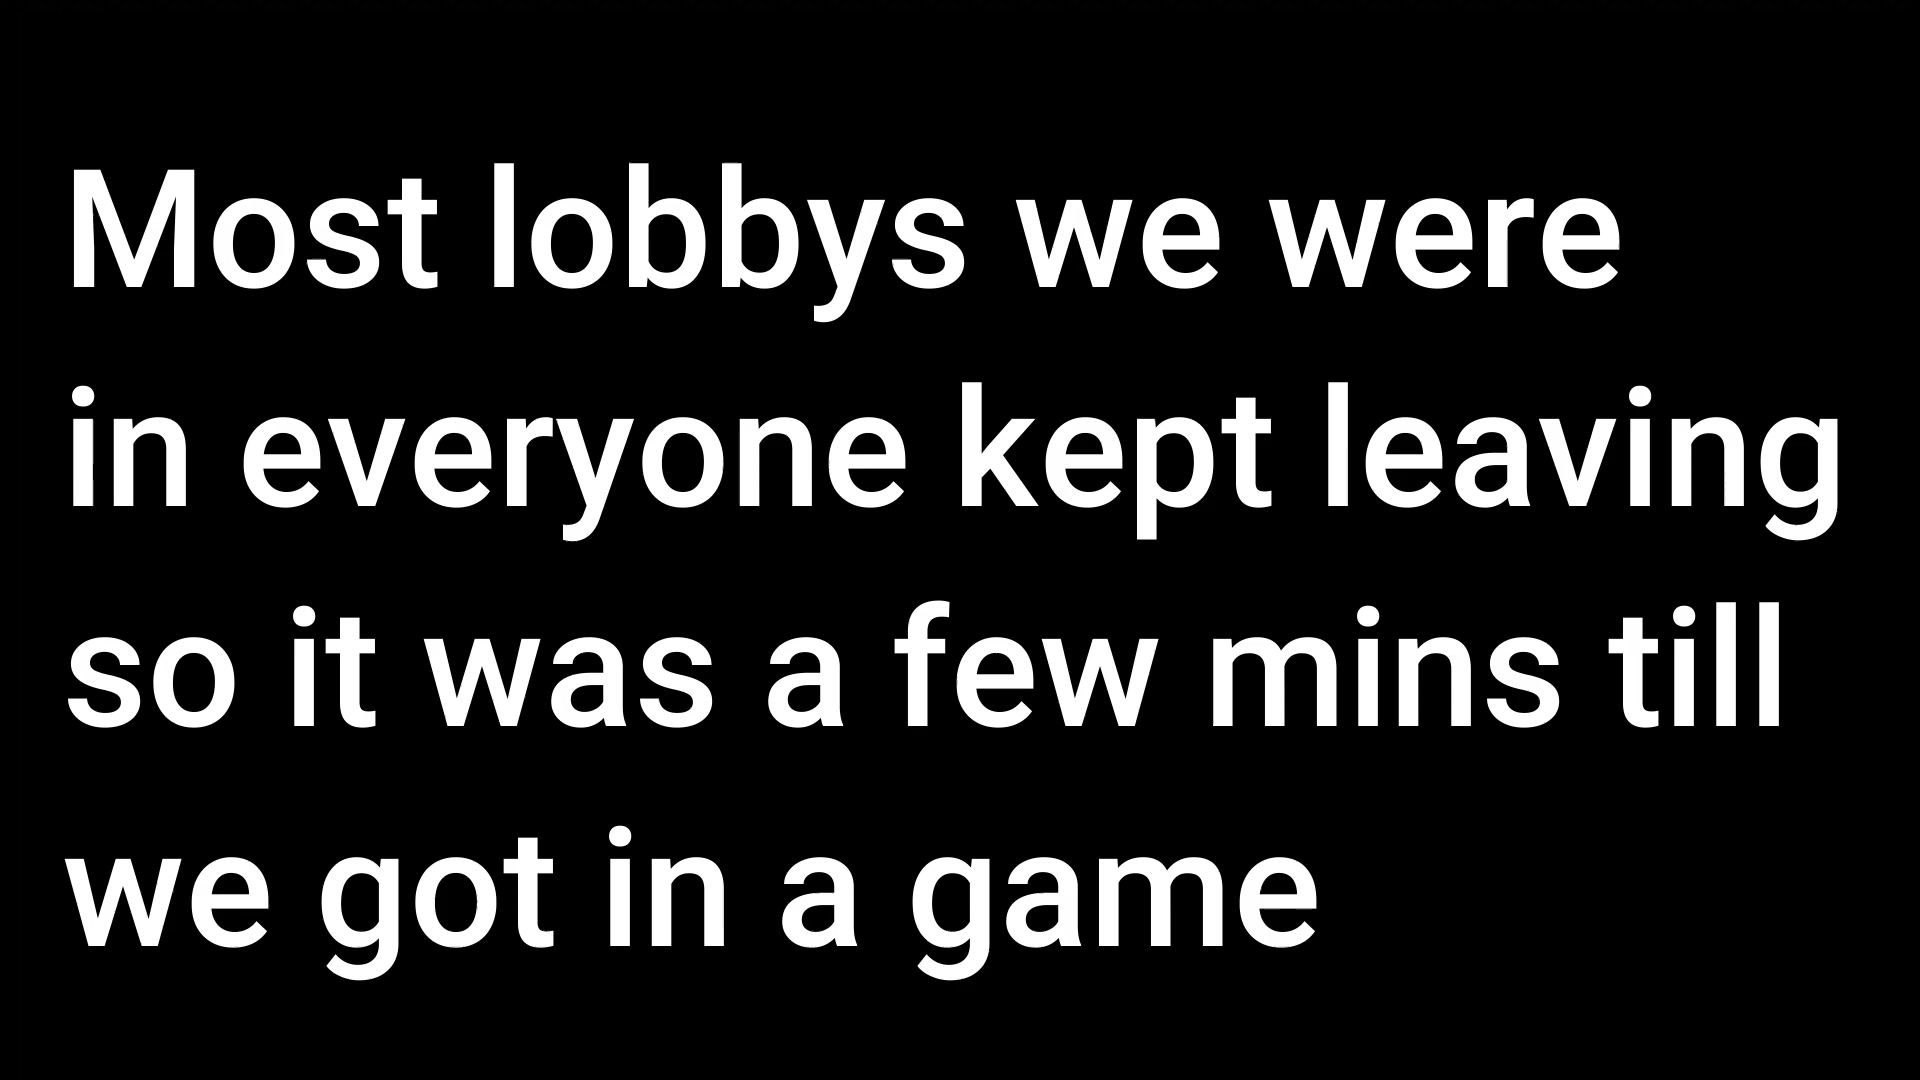 Most lobbys we were
in everyone kept leaving
so it was a few mins till
we got in a game